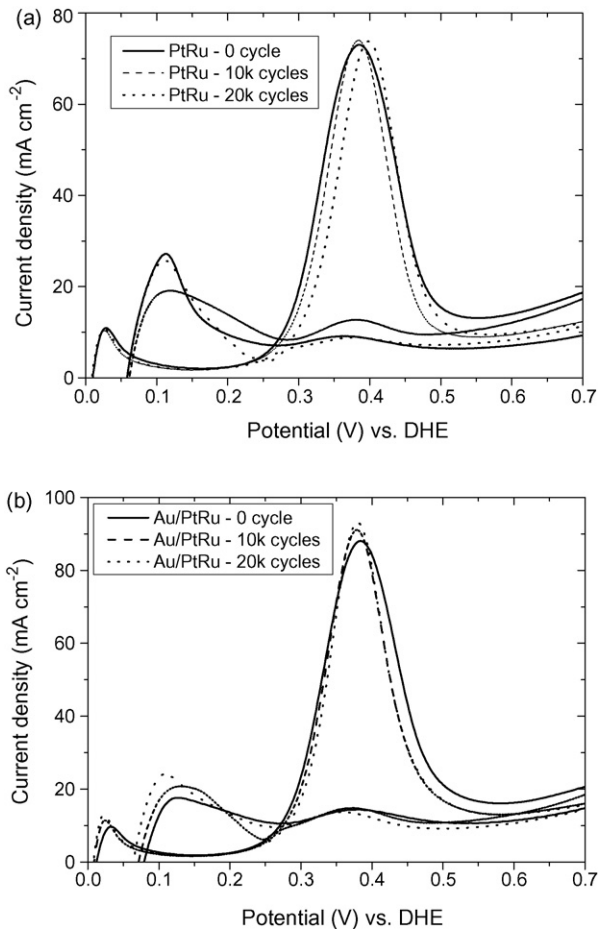 (a)
80
60
40
20
0
Current density (mA cm-2)
PtRu - 0 cycle
PtRu - 10k cycles
PtRu - 20k cycles
0.0 0.1 0.2 0.3 0.4 0.5 0.6 0.7
Potential (V) vs. DHE
(b)
100
80
60
40
20
0
Current density (mA cm-2)
Au/PtRu - 0 cycle
Au/PtRu - 10k cycles
Au/PtRu - 20k cycles
0.0 0.1 0.2 0.3 0.4 0.5 0.6 0.7
Potential (V) vs. DHE